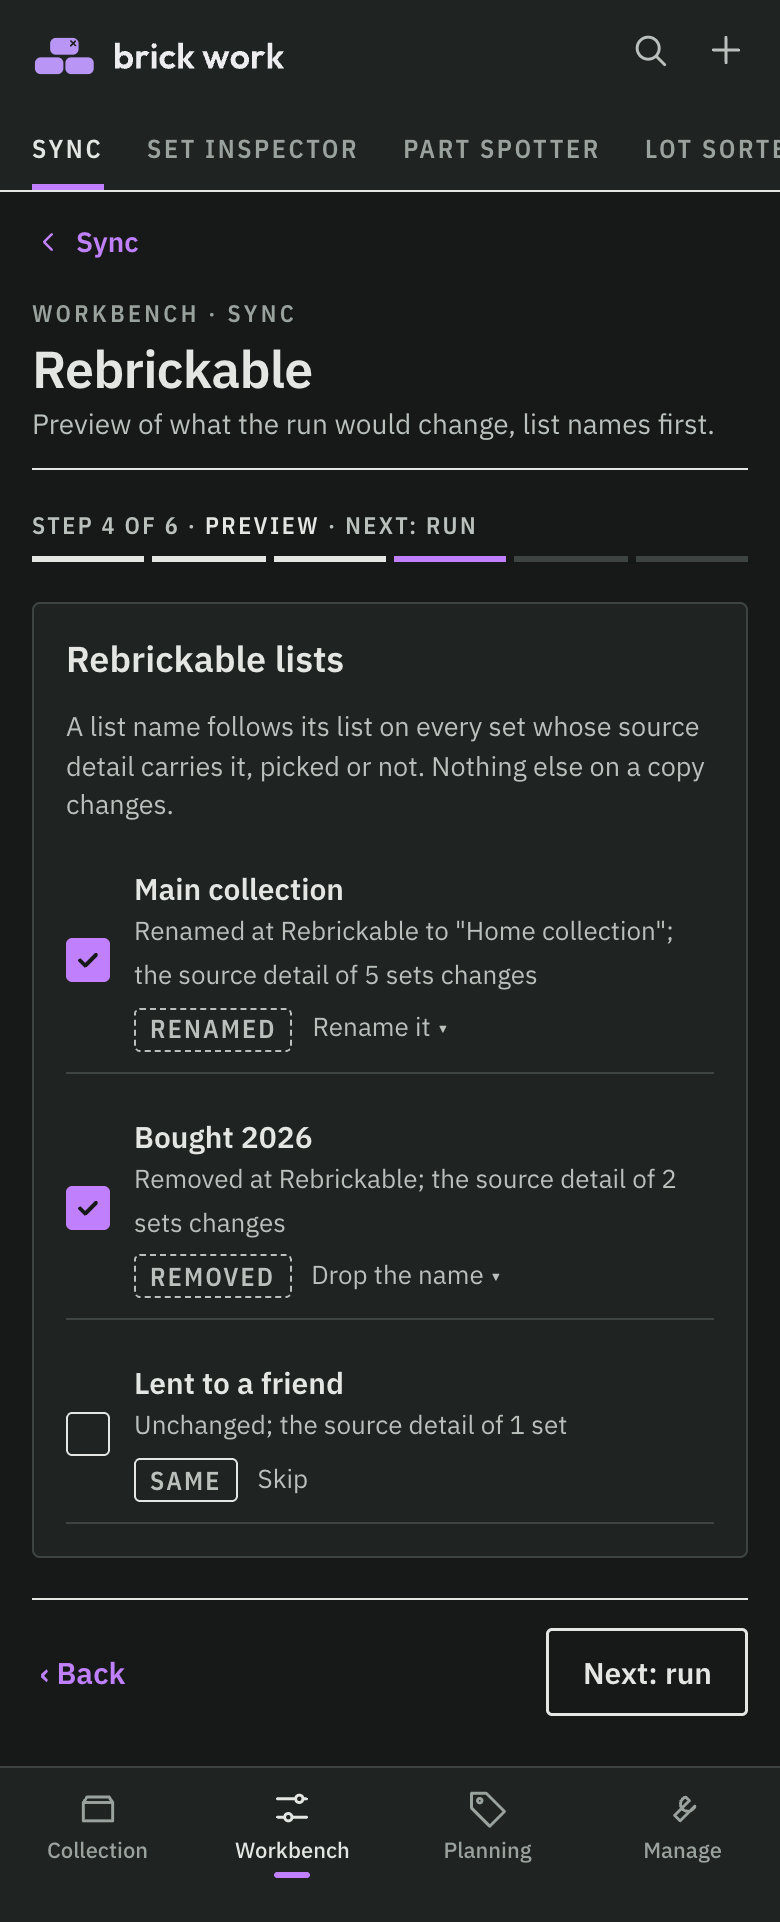 brick work
SYNC SET INSPECTOR PART SPOTTER LOT
Sync
WORKBENCH · SYNC
Rebrickable
Preview of what the run would change, list names first.
STEP 4 OF 6 · PREVIEW · NEXT: RUN
Rebrickable lists
A list name follows its list on every set whose source
detail carries it, picked or not. Nothing else on a copy
changes.
Main collection
Renamed at Rebrickable to "Home collection";
the source detail of 5 sets changes
RENAMED Rename it ▾
Bought 2026
Removed at Rebrickable; the source detail of 2
sets changes
REMOVED Drop the name ▾
Lent to a friend
Unchanged; the source detail of 1 set
SAME Skip
‹ Back Next: run
Collection Workbench Planning Manage